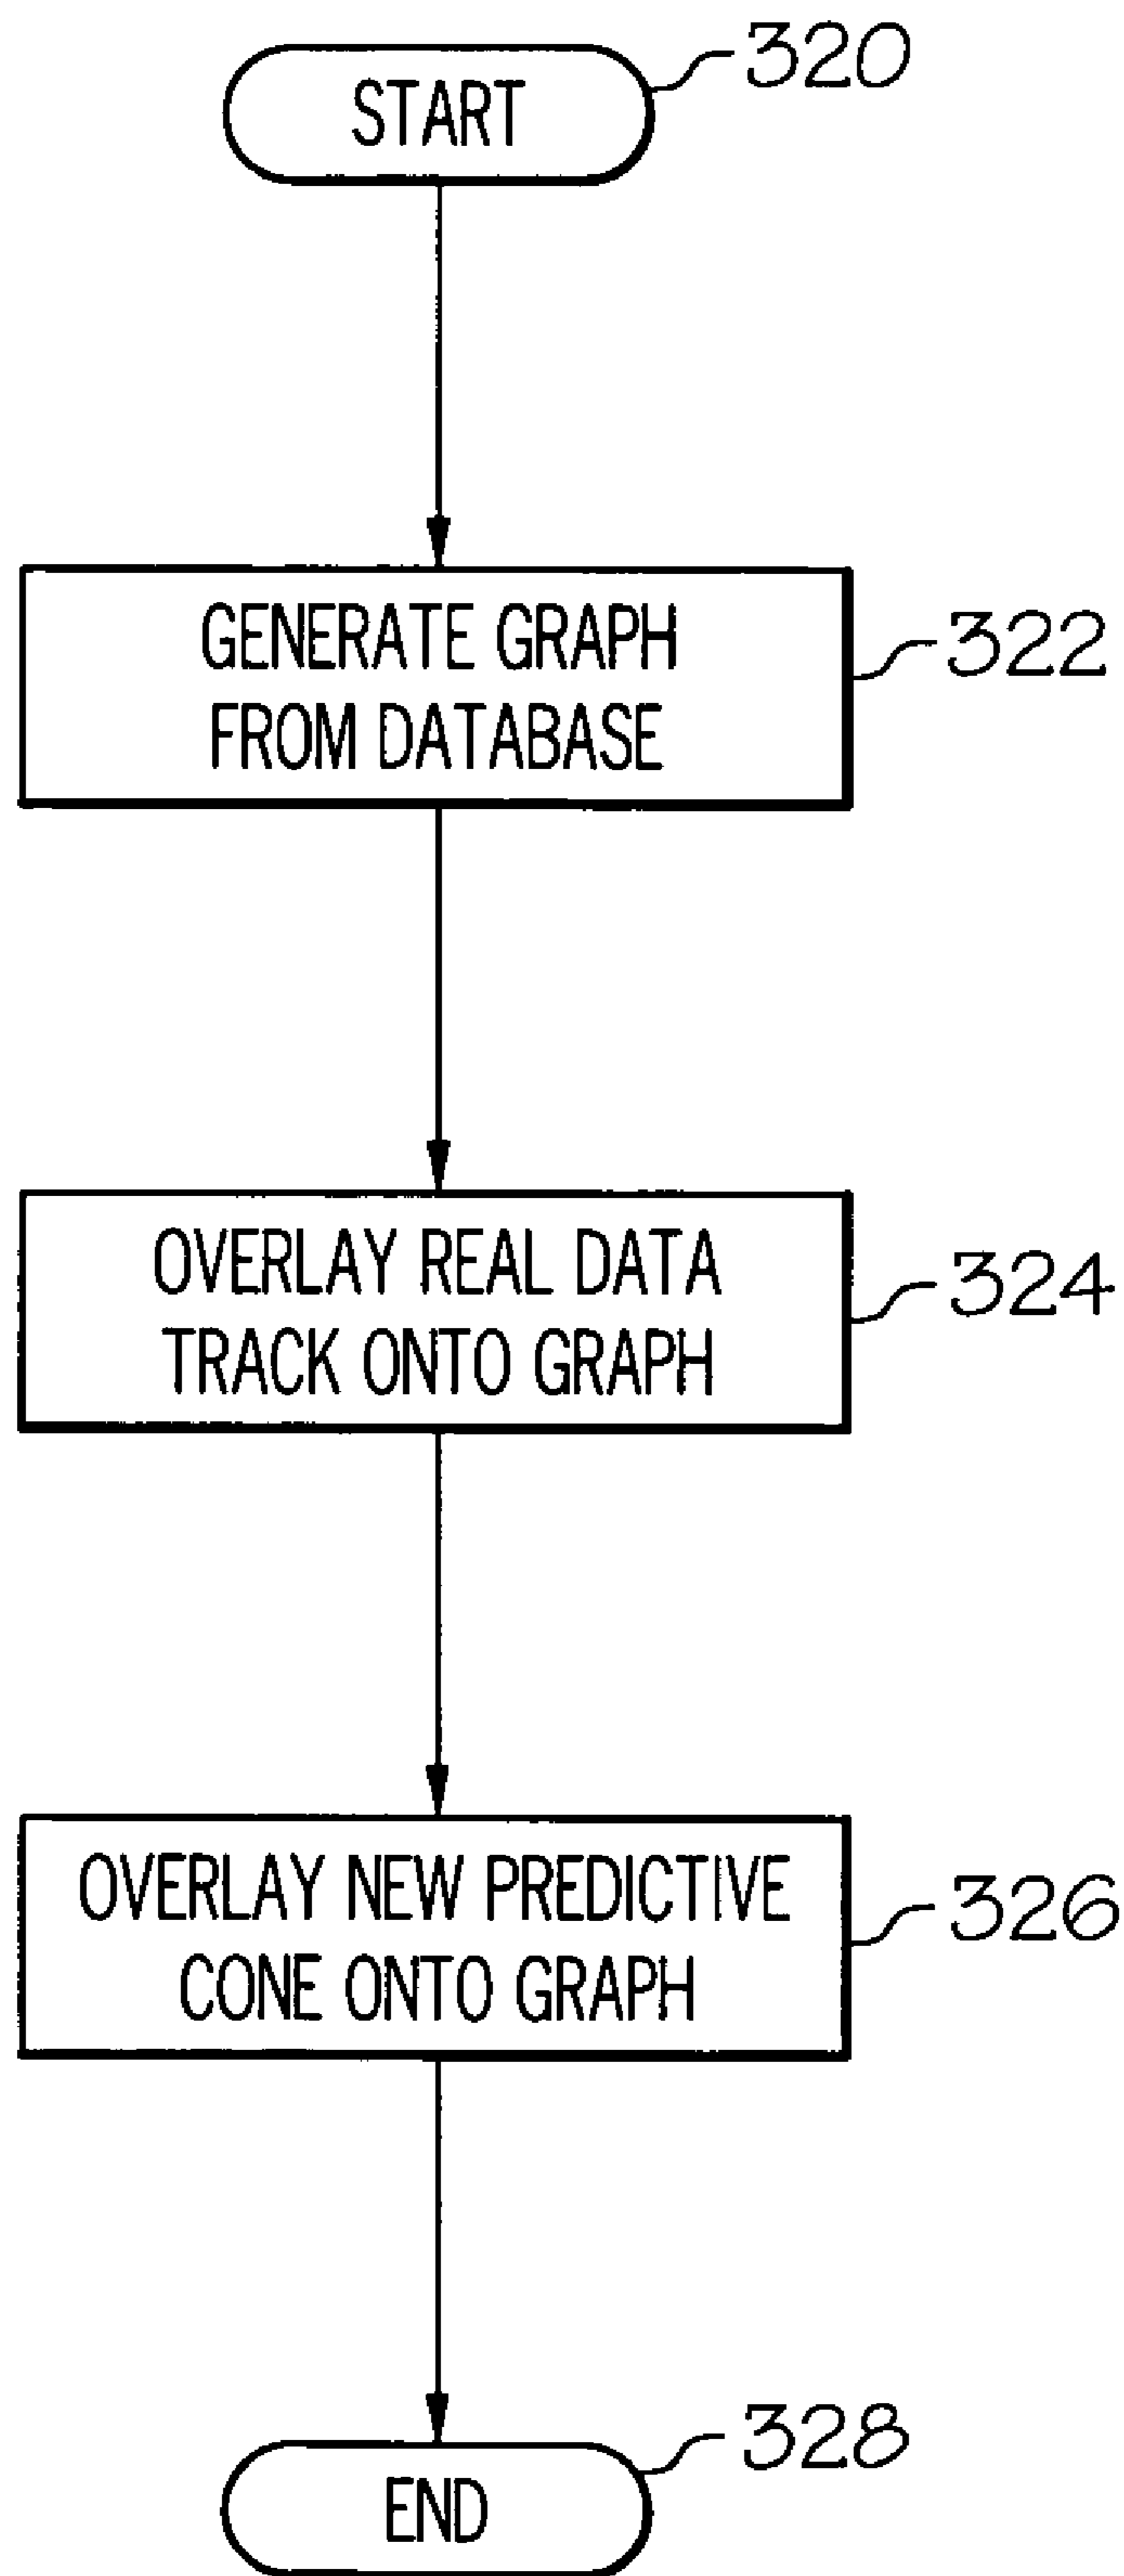 START
320
GENERATE GRAPH
FROM DATABASE
322
OVERLAY REAL DATA
TRACK ONTO GRAPH
324
OVERLAY NEW PREDICTIVE
CONE ONTO GRAPH
326
END
328